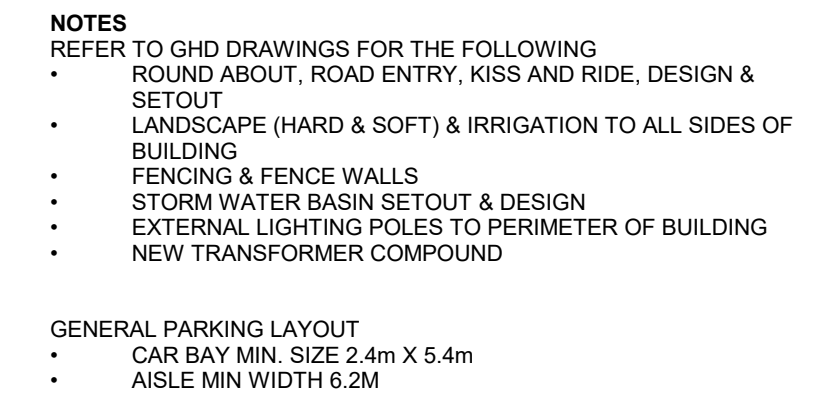 NOTES
REFER TO GHD DRAWINGS FOR THE FOLLOWING
• ROUND ABOUT, ROAD ENTRY, KISS AND RIDE, DESIGN &
SETOUT
• LANDSCAPE (HARD & SOFT) & IRRIGATION TO ALL SIDES OF
BUILDING
• FENCING & FENCE WALLS
• STORM WATER BASIN SETOUT & DESIGN
• EXTERNAL LIGHTING POLES TO PERIMETER OF BUILDING
• NEW TRANSFORMER COMPOUND
GENERAL PARKING LAYOUT
• CAR BAY MIN. SIZE 2.4m X 5.4m
• AISLE MIN WIDTH 6.2M